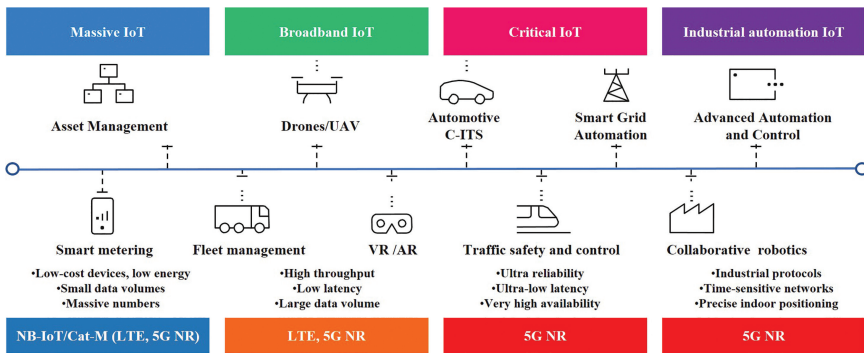 Massive IoT
Broadband IoT
Critical IoT
Industrial automation IoT
Asset Management
Drones/UAV
Automotive
C-ITS
Smart Grid
Automation
Advanced Automation
and Control
Smart metering
Fleet management
VR /AR
Traffic safety and control
Collaborative robotics
•Low-cost devices, low energy
•Small data volumes
•Massive numbers
•High throughput
•Low latency
•Large data volume
•Ultra reliability
•Ultra-low latency
•Very high availability
•Industrial protocols
•Time-sensitive networks
•Precise indoor positioning
NB-IoT/Cat-M (LTE, 5G NR)
LTE, 5G NR
5G NR
5G NR